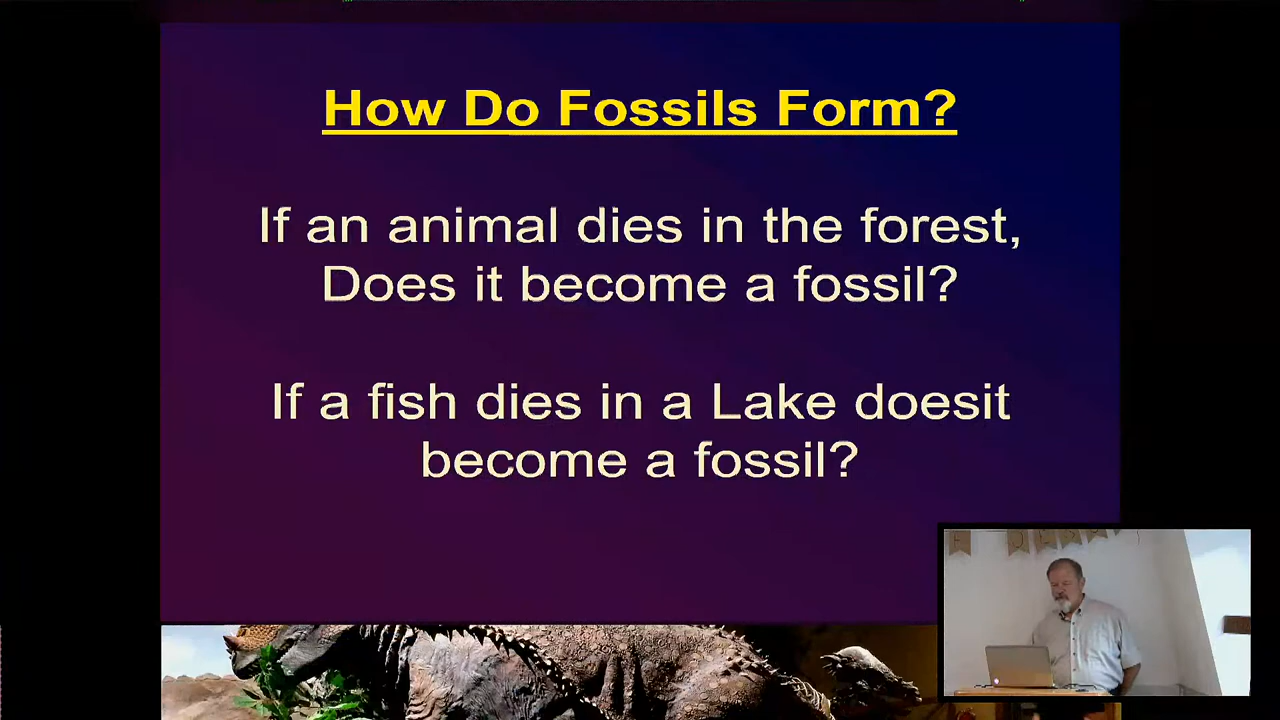 How Do Fossils Form?
If an animal dies in the forest,
Does it become a fossil?
If a fish dies in a Lake doesit
become a fossil?